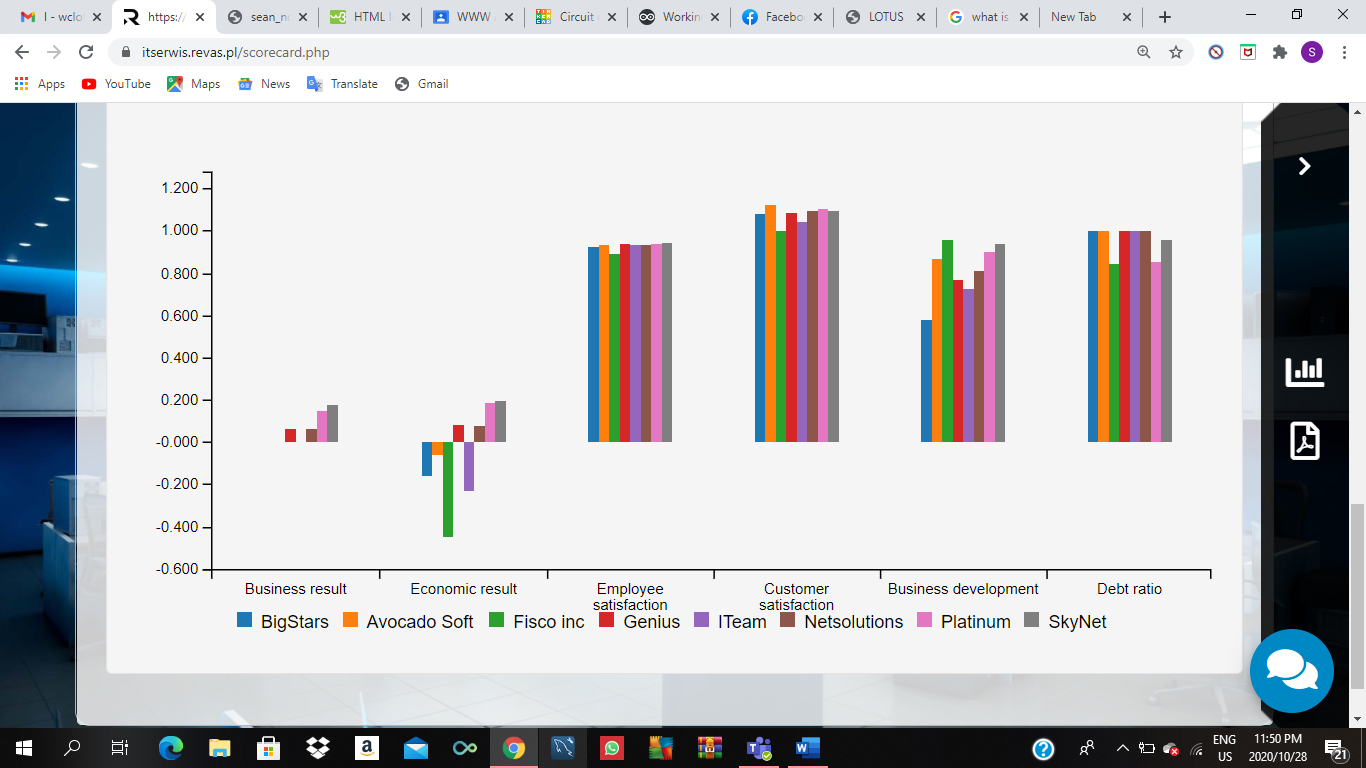 I - wclo
https:/
sean_n
HTML
WWW
Circuit
Workin
Facebo
LOTUS
what is
New Tab
itserwis.revas.pl/scorecard.php
S
Apps
YouTube
Maps
News
Translate
Gmail
1.200
1.000
0.800
0.600
0.400
0.200
-0.000
-0.200
-0.400
-0.600
Business result
Economic result
Employee satisfaction
Customer satisfaction
Business development
Debt ratio
BigStars
Avocado Soft
Fisco inc
Genius
ITeam
Netsolutions
Platinum
SkyNet
ENG
US
11:50 PM
2020/10/28
21